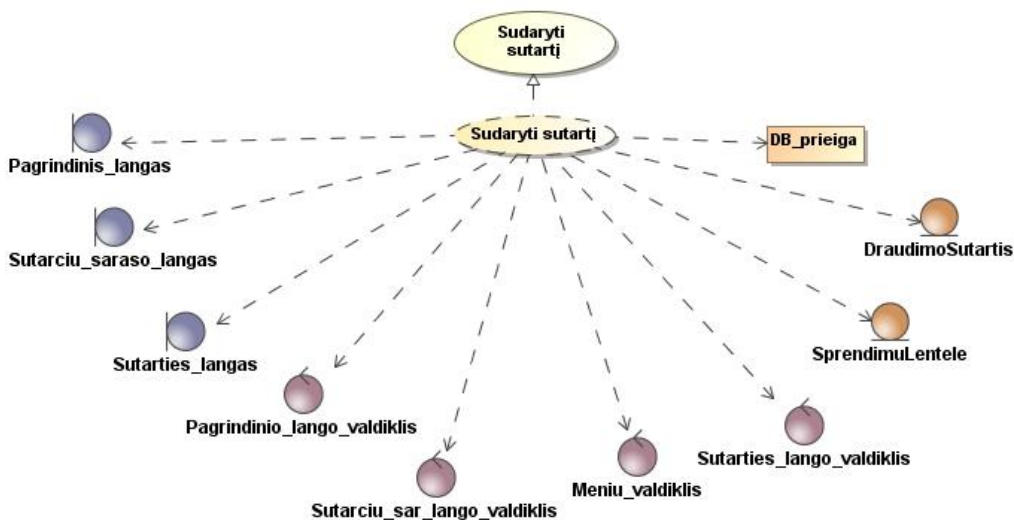 Sudaryti
sutartį
Sudaryti sutartį
DB_prieiga
Pagrindinis_langas
DraudimoSutartis
Sutarciu_saraso_langas
SprendimuLentele
Sutarties_langas
Pagrindinio_lango_valdiklis
Sutarties_lango_valdiklis
Meniu_valdiklis
Sutarciu_sar_lango_valdiklis